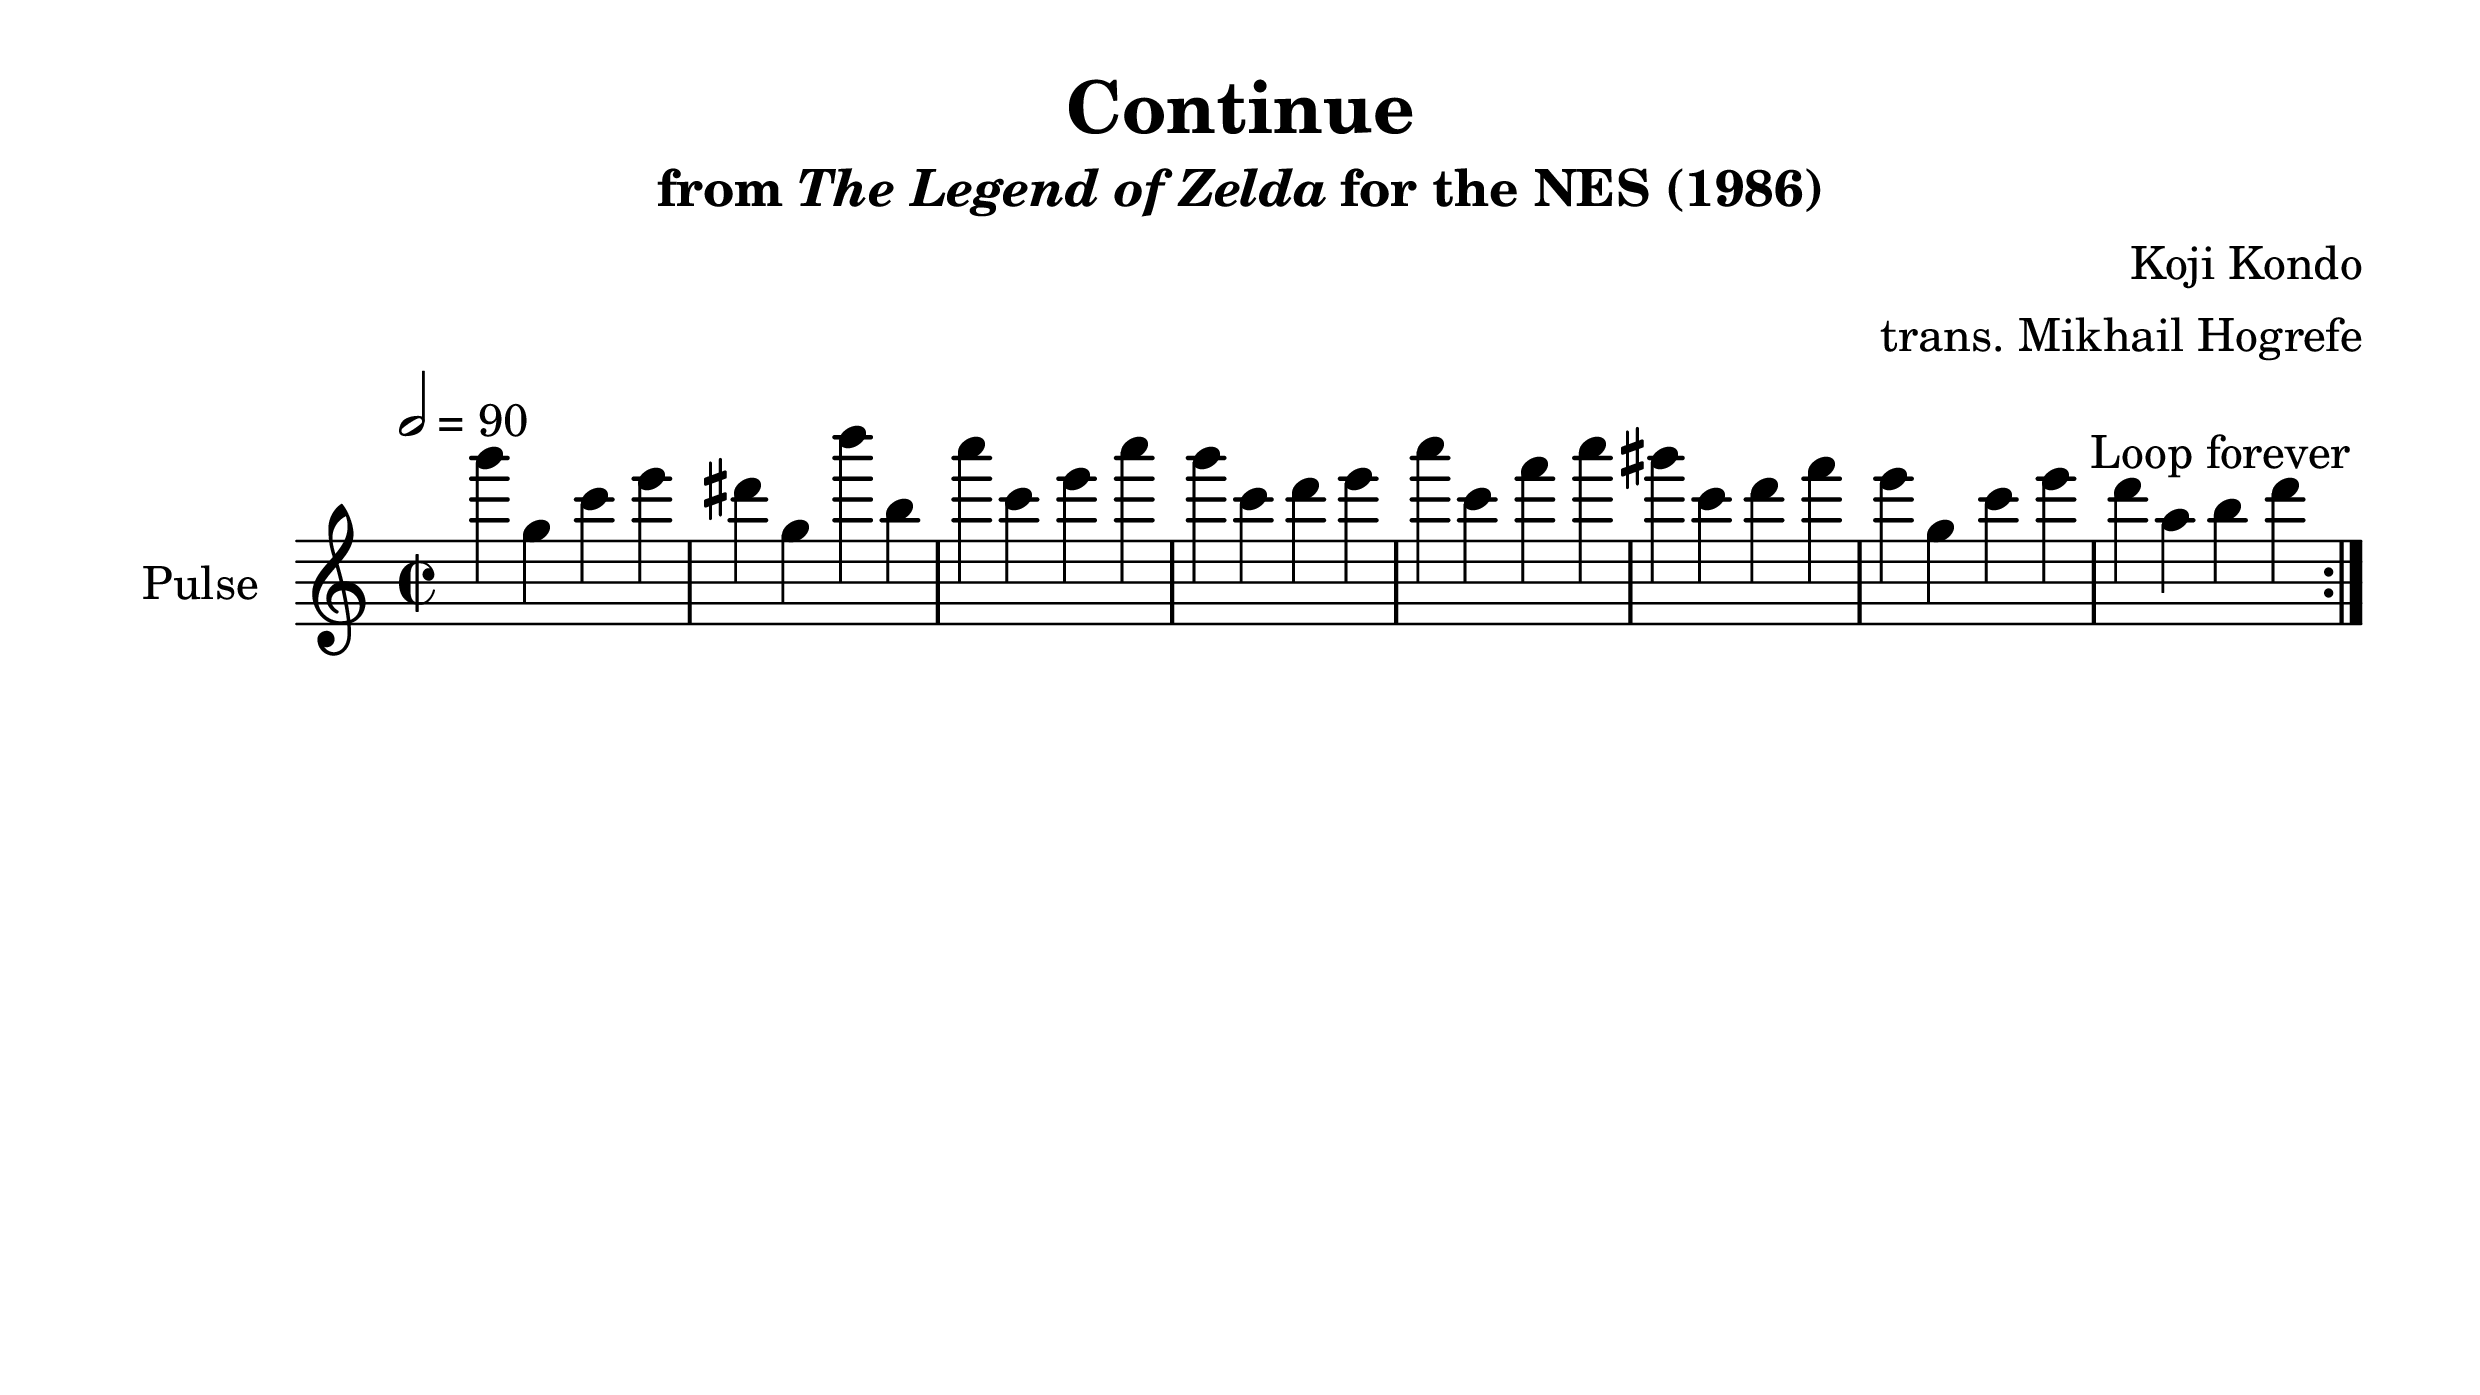 Continue
from The Legend of Zelda for the NES (1986)
Koji Kondo
trans. Mikhail Hogrefe
= 90
Loop forever
Pulse